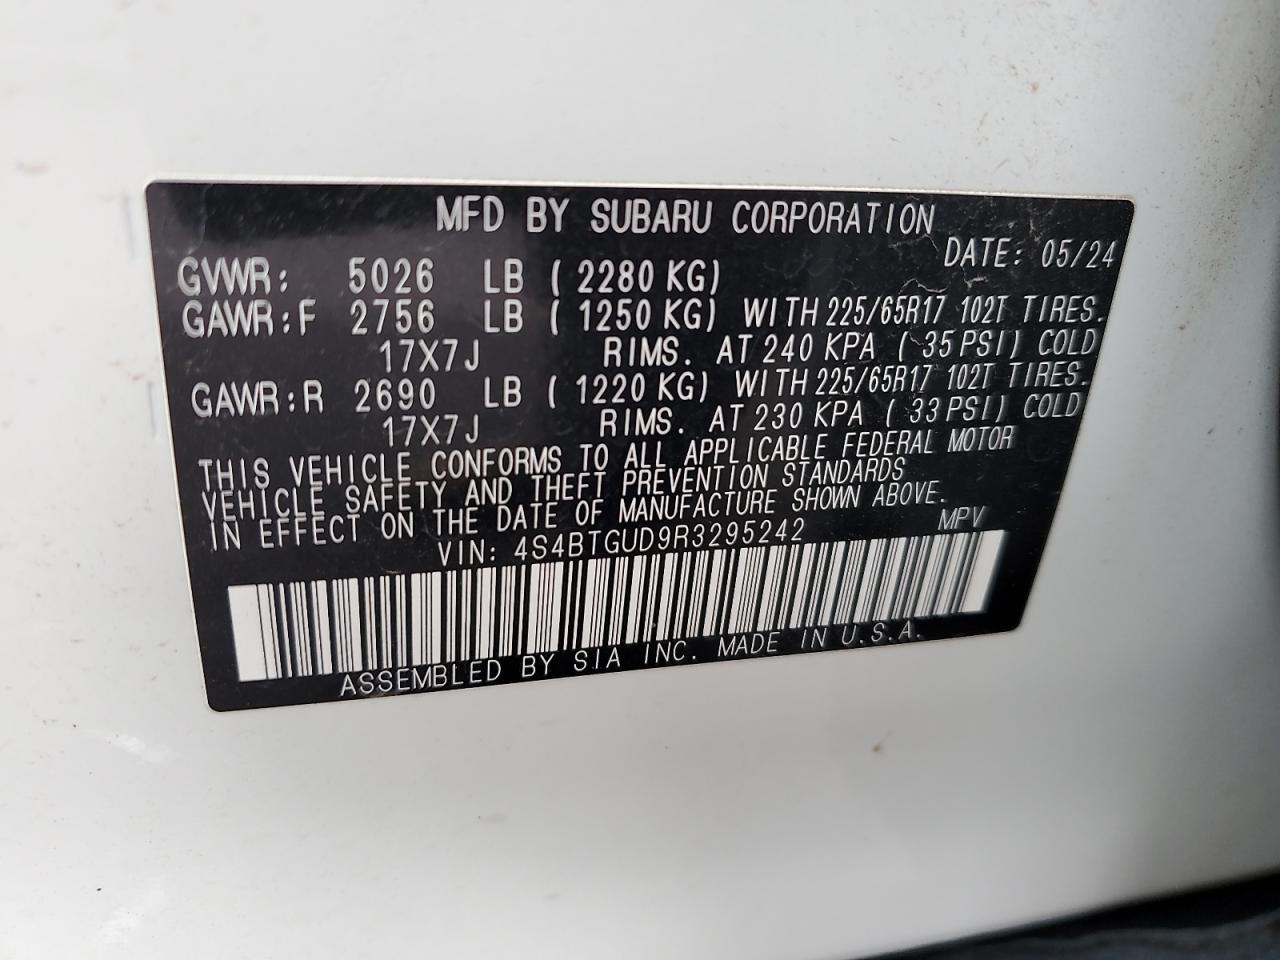 MFD BY SUBARU CORPORATION
DATE: 05/24
GVWR: 5026 LB ( 2280 KG)
GAWR:F 2756 LB ( 1250 KG) WITH 225/65R17 102T TIRES.
17X7J RIMS. AT 240 KPA ( 35 PSI) COLD
GAWR:R 2690 LB ( 1220 KG) WITH 225/65R17 102T TIRES.
17X7J RIMS. AT 230 KPA ( 33 PSI) COLD
THIS VEHICLE CONFORMS TO ALL APPLICABLE FEDERAL MOTOR
VEHICLE SAFETY AND THEFT PREVENTION STANDARDS
IN EFFECT ON THE DATE OF MANUFACTURE SHOWN ABOVE.
VIN: 4S4BTGUD9R3295242 MPV
ASSEMBLED BY SIA INC. MADE IN U.S.A.